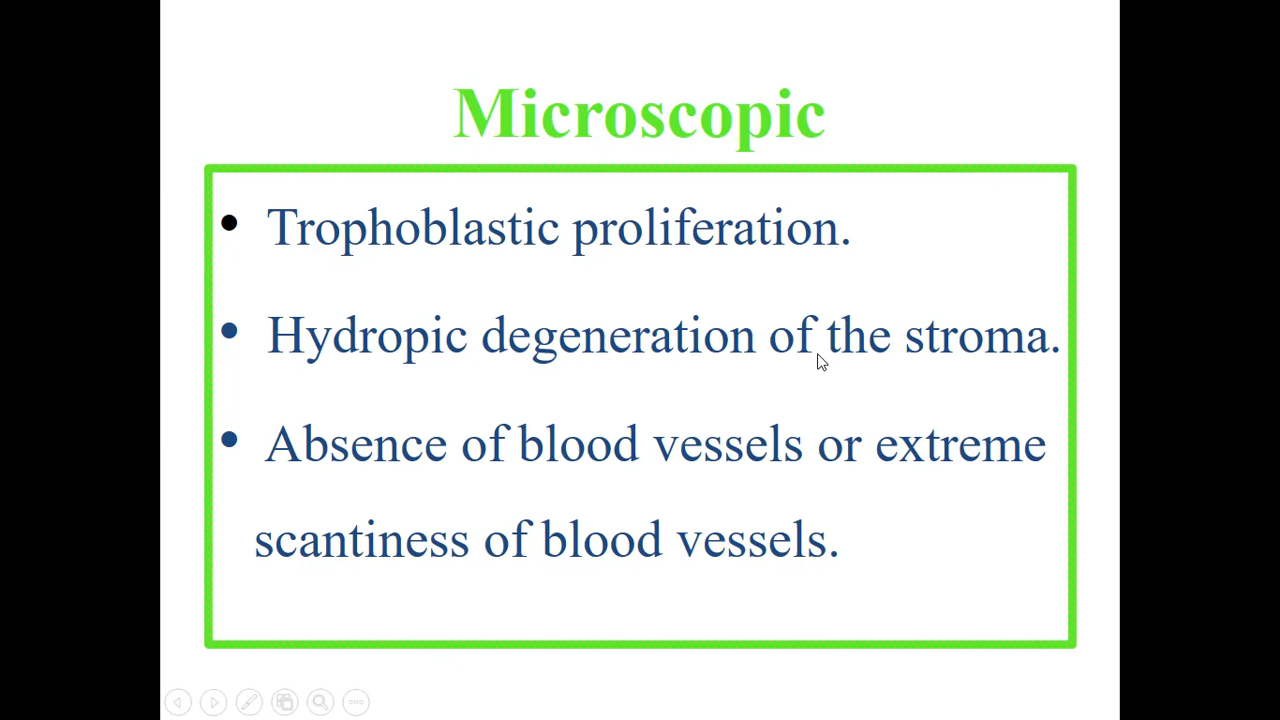 Microscopic
• Trophoblastic proliferation.
• Hydropic degeneration of the stroma.
• Absence of blood vessels or extreme
scantiness of blood vessels.